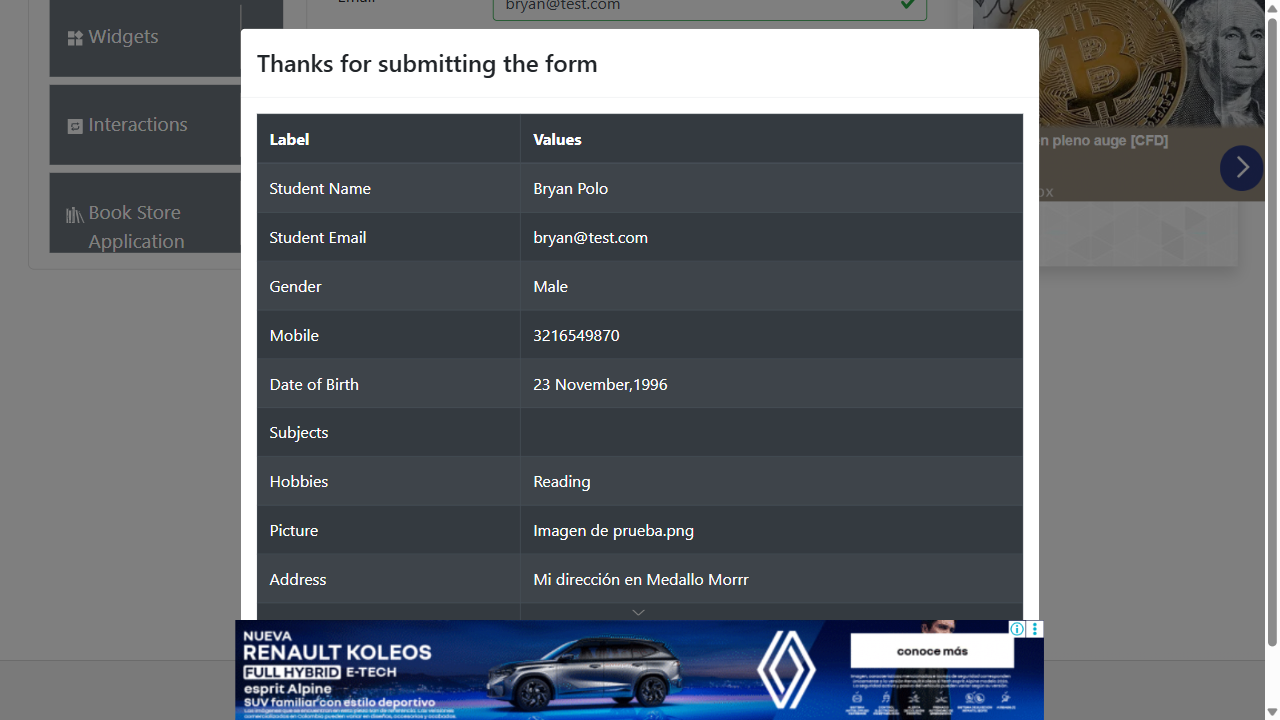 Email
bryan@test.com
Widgets
Interactions
Book Store
Application
Thanks for submitting the form
Label Values
Student Name Bryan Polo
Student Email bryan@test.com
Gender Male
Mobile 3216549870
Date of Birth 23 November,1996
Subjects
Hobbies Reading
Picture Imagen de prueba.png
Address Mi dirección en Medallo Morrr
n pleno auge [CFD]
OX
NUEVA
RENAULT KOLEOS
FULL HYBRID E-TECH
esprit Alpine
SUV familiar con estilo deportivo
conoce más